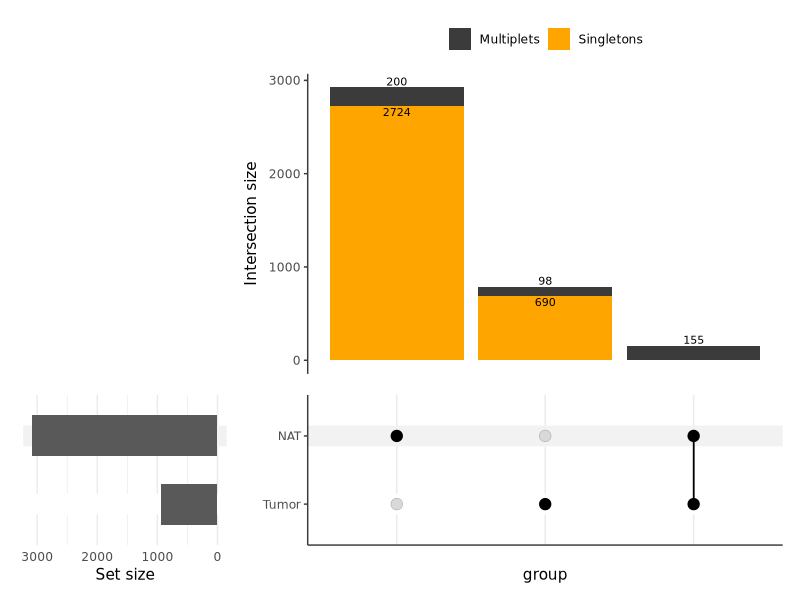 Multiplets Singletons
3000
2000
1000
0
Intersection size
200
2724
98
690
155
NAT
Tumor
3000 2000 1000 0
Set size
group